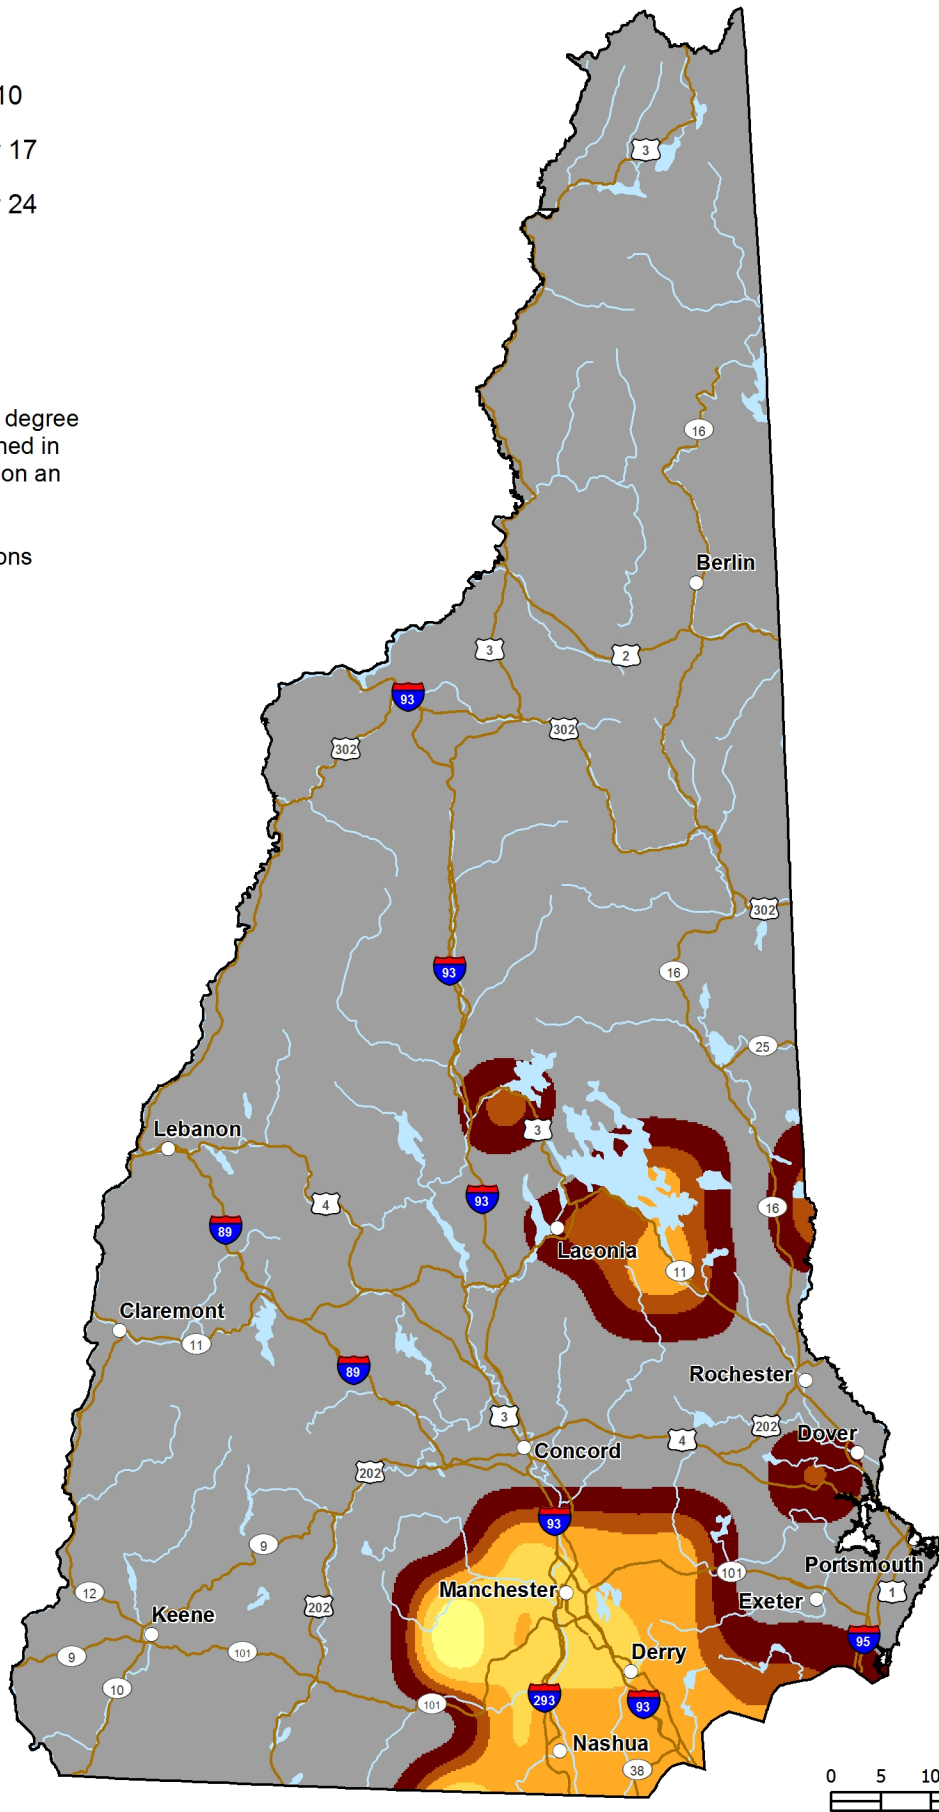 10
17
24
degree
ned in
on an
ons
3
16
Berlin
3
2
93
302
302
302
93
16
25
3
Lebanon
93
4
16
89
Laconia
11
Claremont
11
89
Rochester
3
202
Dover
4
Concord
202
93
9
101
Portsmouth
12
Manchester
1
202
Exeter
Keene
95
9
101
Derry
10
293
93
101
Nashua
38
0 5 10